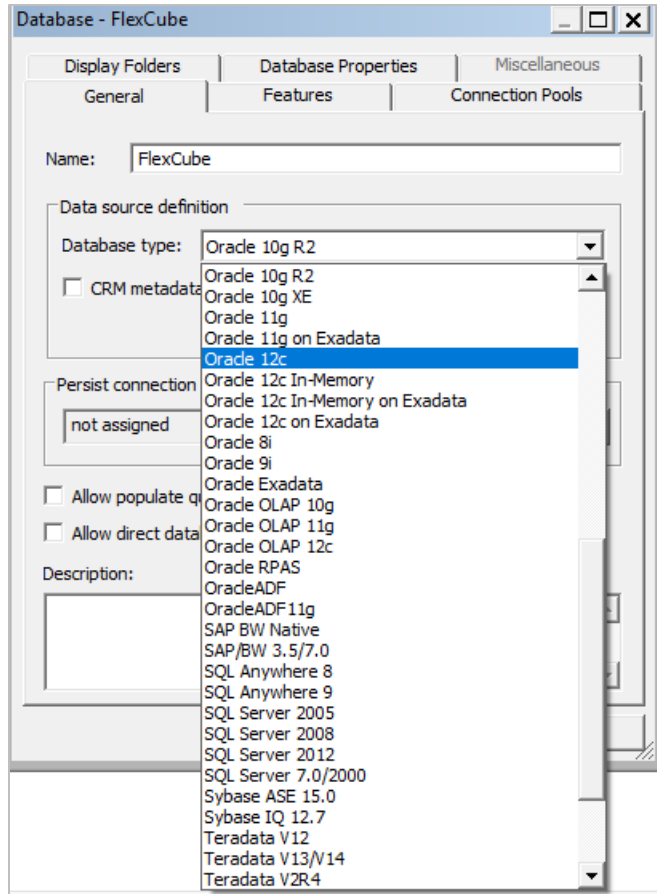 Database - FlexCube
Display Folders Database Properties Miscellaneous
General Features Connection Pools
Name: FlexCube
Data source definition
Database type: Oracle 10g R2
CRM metadata
Persist connection
not assigned
Allow populate qu
Allow direct datal
Description:
Oracle 10g R2
Oracle 10g XE
Oracle 11g
Oracle 11g on Exadata
Oracle 12c
Oracle 12c In-Memory
Oracle 12c In-Memory on Exadata
Oracle 12c on Exadata
Oracle 8i
Oracle 9i
Oracle Exadata
Oracle OLAP 10g
Oracle OLAP 11g
Oracle OLAP 12c
Oracle RPAS
OracleADF
OracleADF11g
SAP BW Native
SAP/BW 3.5/7.0
SQL Anywhere 8
SQL Anywhere 9
SQL Server 2005
SQL Server 2008
SQL Server 2012
SQL Server 7.0/2000
Sybase ASE 15.0
Sybase IQ 12.7
Teradata V12
Teradata V13/V14
Teradata V2R4